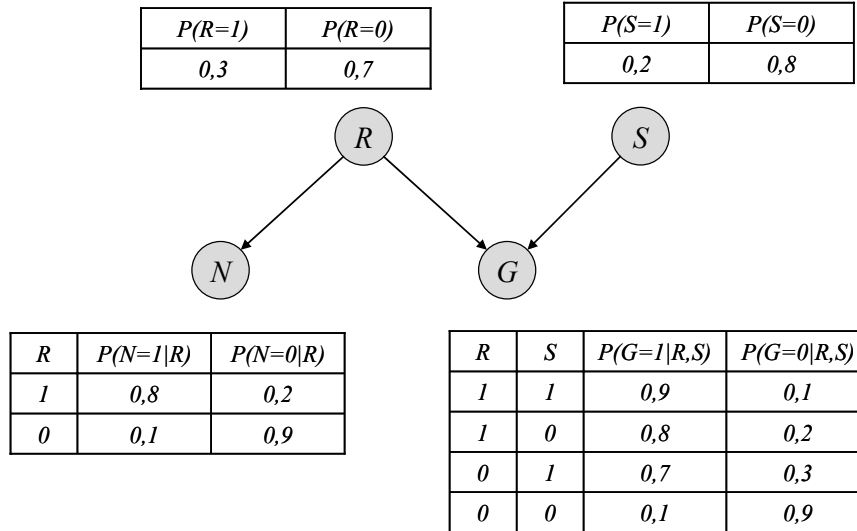 P(R=1) P(R=0)
0,3 0,7
P(S=1) P(S=0)
0,2 0,8
R
S
N
G
R P(N=1|R) P(N=0|R)
1 0,8 0,2
0 0,1 0,9
R S P(G=1|R,S) P(G=0|R,S)
1 1 0,9 0,1
1 0 0,8 0,2
0 1 0,7 0,3
0 0 0,1 0,9